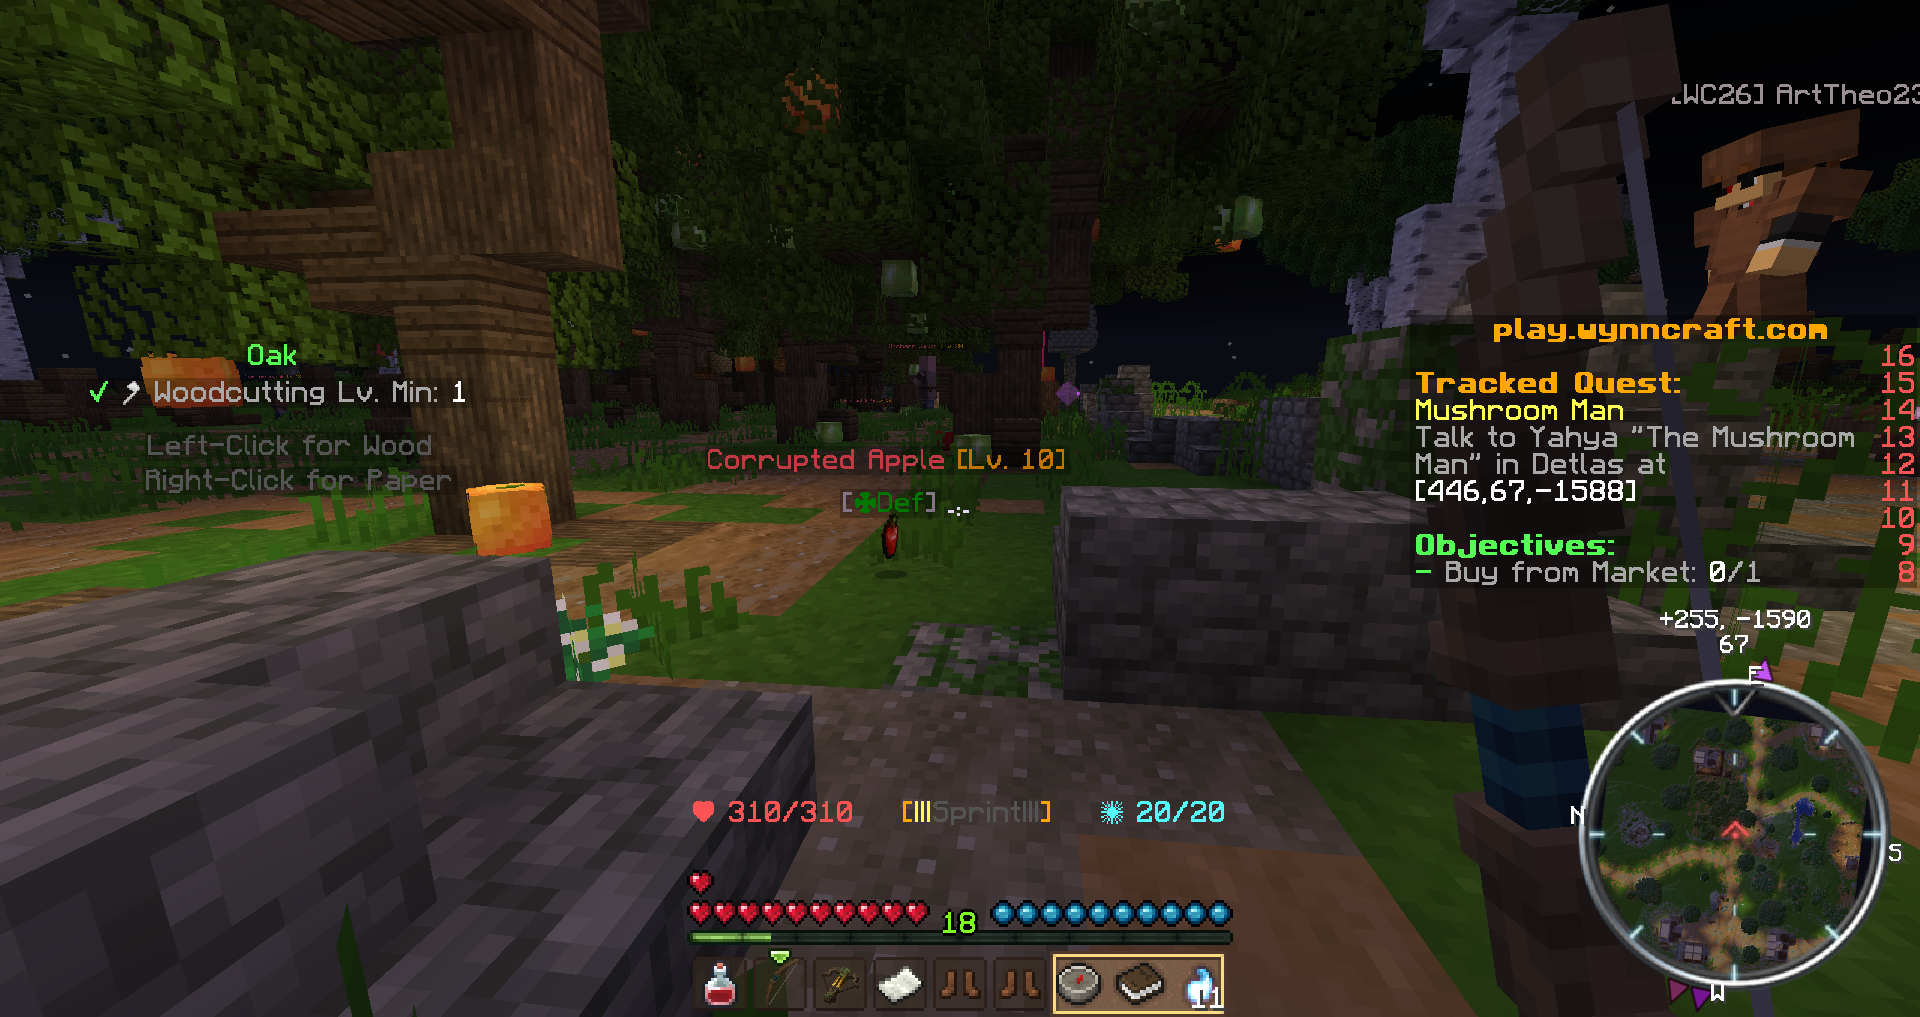 [WC26] ArtTheo23
play.wynncraft.com
16
Tracked Quest:
15
Mushroom Man
14
Talk to Yahya "The Mushroom
13
Man" in Detlas at
12
[446,67,-1588]
11
10
Objectives:
9
- Buy from Market: 0/1
8
Oak
✓ Woodcutting Lv. Min: 1
Left-Click for Wood
Right-Click for Paper
Corrupted Apple [Lv. 10]
[✤Def]
+255, -1590
67
E
N
S
W
310/310
[|||Sprint|||]
20/20
18
11